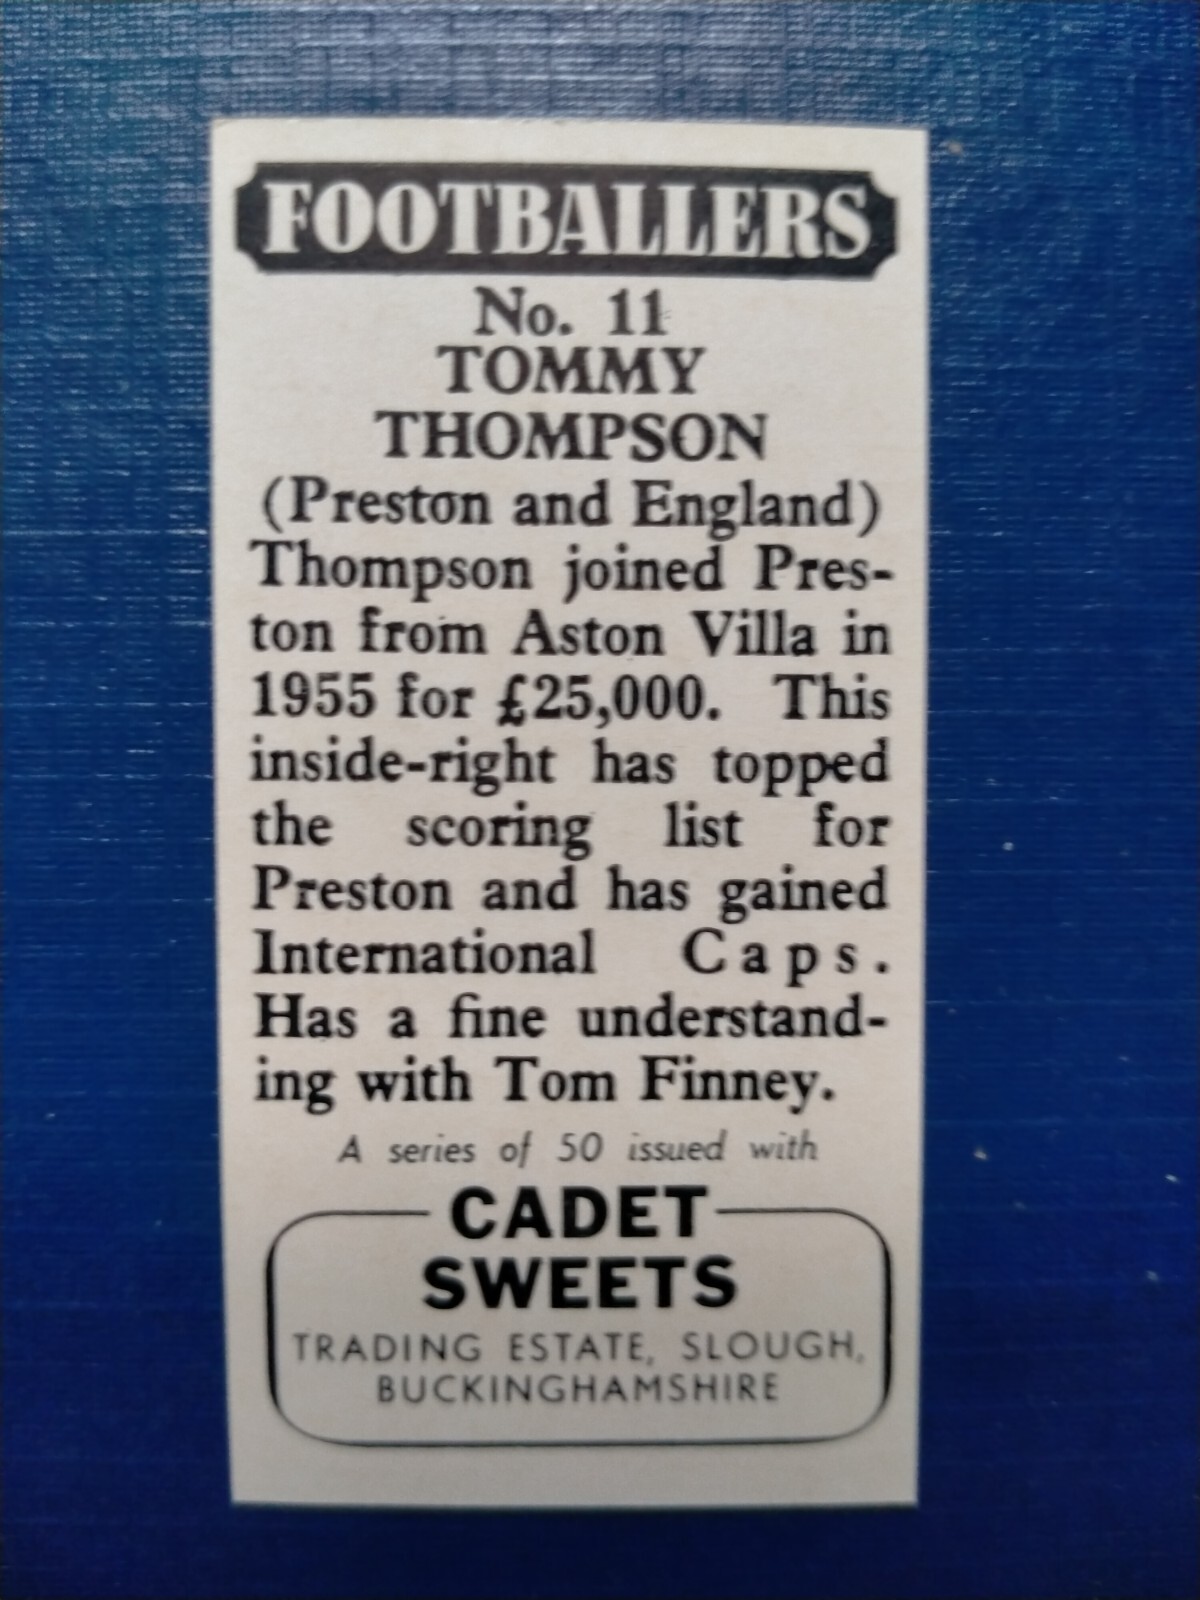 FOOTBALLERS
No. 11
TOMMY
THOMPSON
(Preston and England)
Thompson joined Pres-
ton from Aston Villa in
1955 for £25,000. This
inside-right has topped
the scoring list for
Preston and has gained
International Caps.
Has a fine understand-
ing with Tom Finney.
A series of 50 issued with
CADET
SWEETS
TRADING ESTATE, SLOUGH,
BUCKINGHAMSHIRE